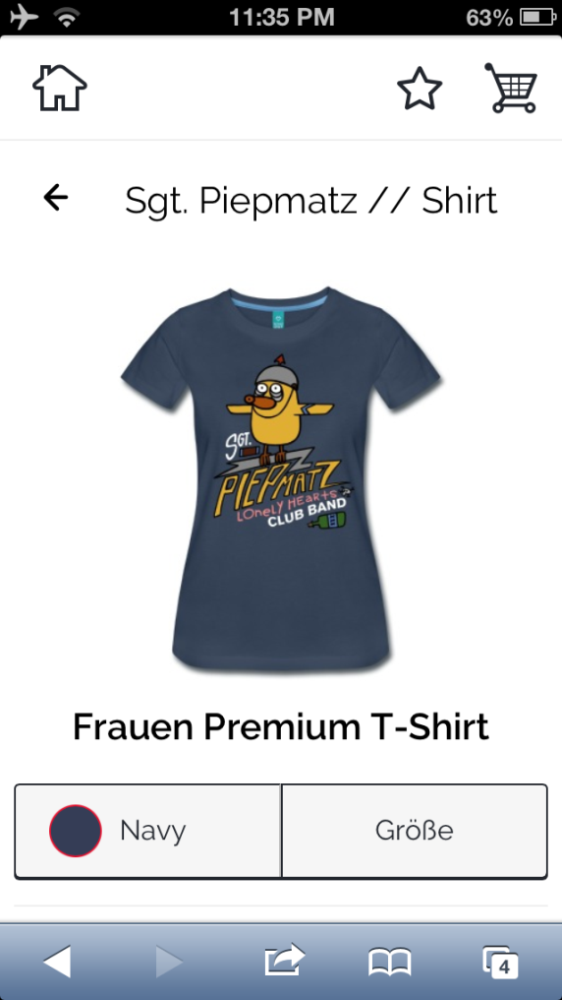 11:35 PM
63%
Sgt. Piepmatz // Shirt
SGT.
PIEPMATZ
LOneLY HEaRtS
CLUB BAND
Frauen Premium T-Shirt
Navy
Größe
4